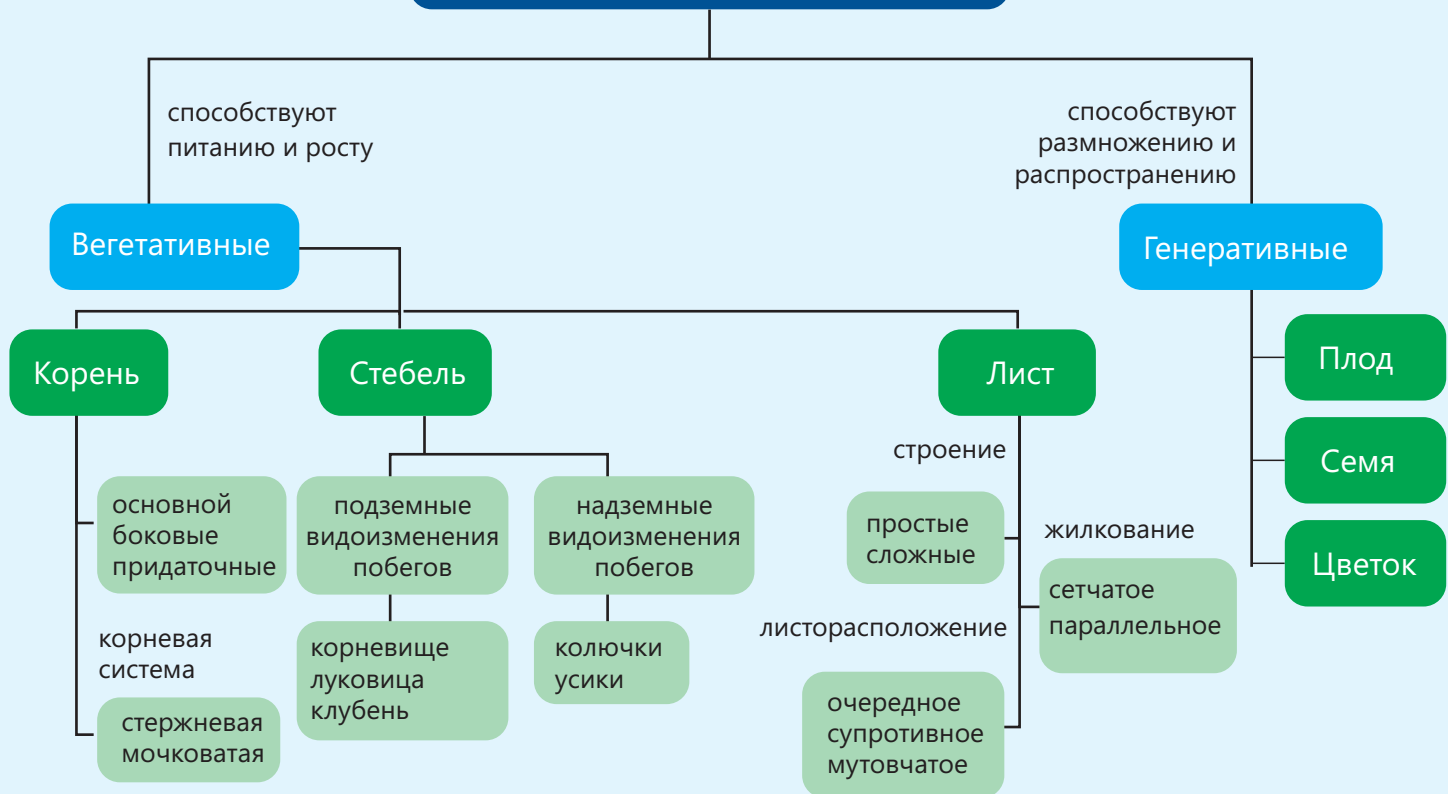 способствуют
питанию и росту
способствуют
размножению и
распространению
Вегетативные
Генеративные
Корень
Стебель
Лист
Плод
Семя
Цветок
основной
боковые
придаточные
корневая
система
стержневая
мочковатая
подземные
видоизменения
побегов
корневище
луковица
клубень
надземные
видоизменения
побегов
колючки
усики
строение
простые
сложные
жилкование
сетчатое
параллельное
листорасположение
очередное
супротивное
мутовчатое